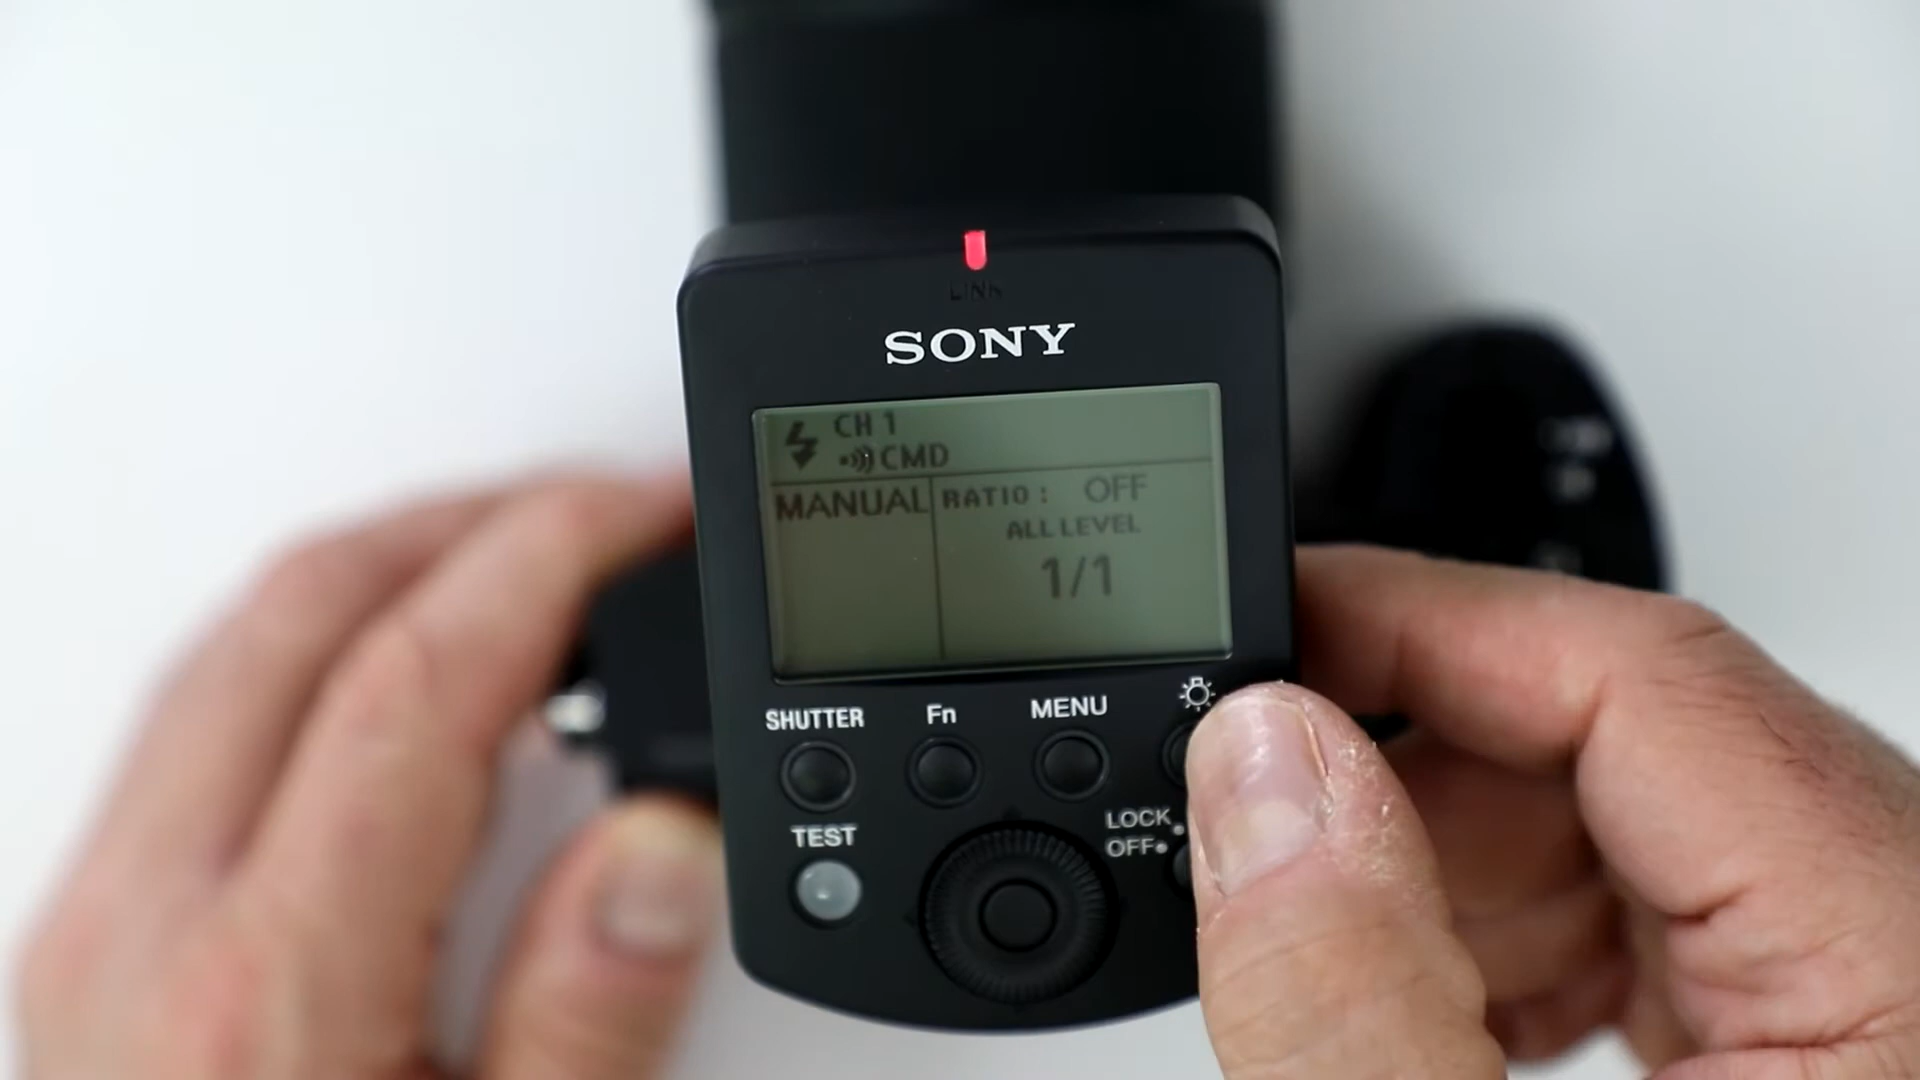 LINK
SONY
CH 1
CMD
MANUAL
RATIO: OFF
ALL LEVEL
1/1
SHUTTER
Fn
MENU
TEST
LOCK
OFF